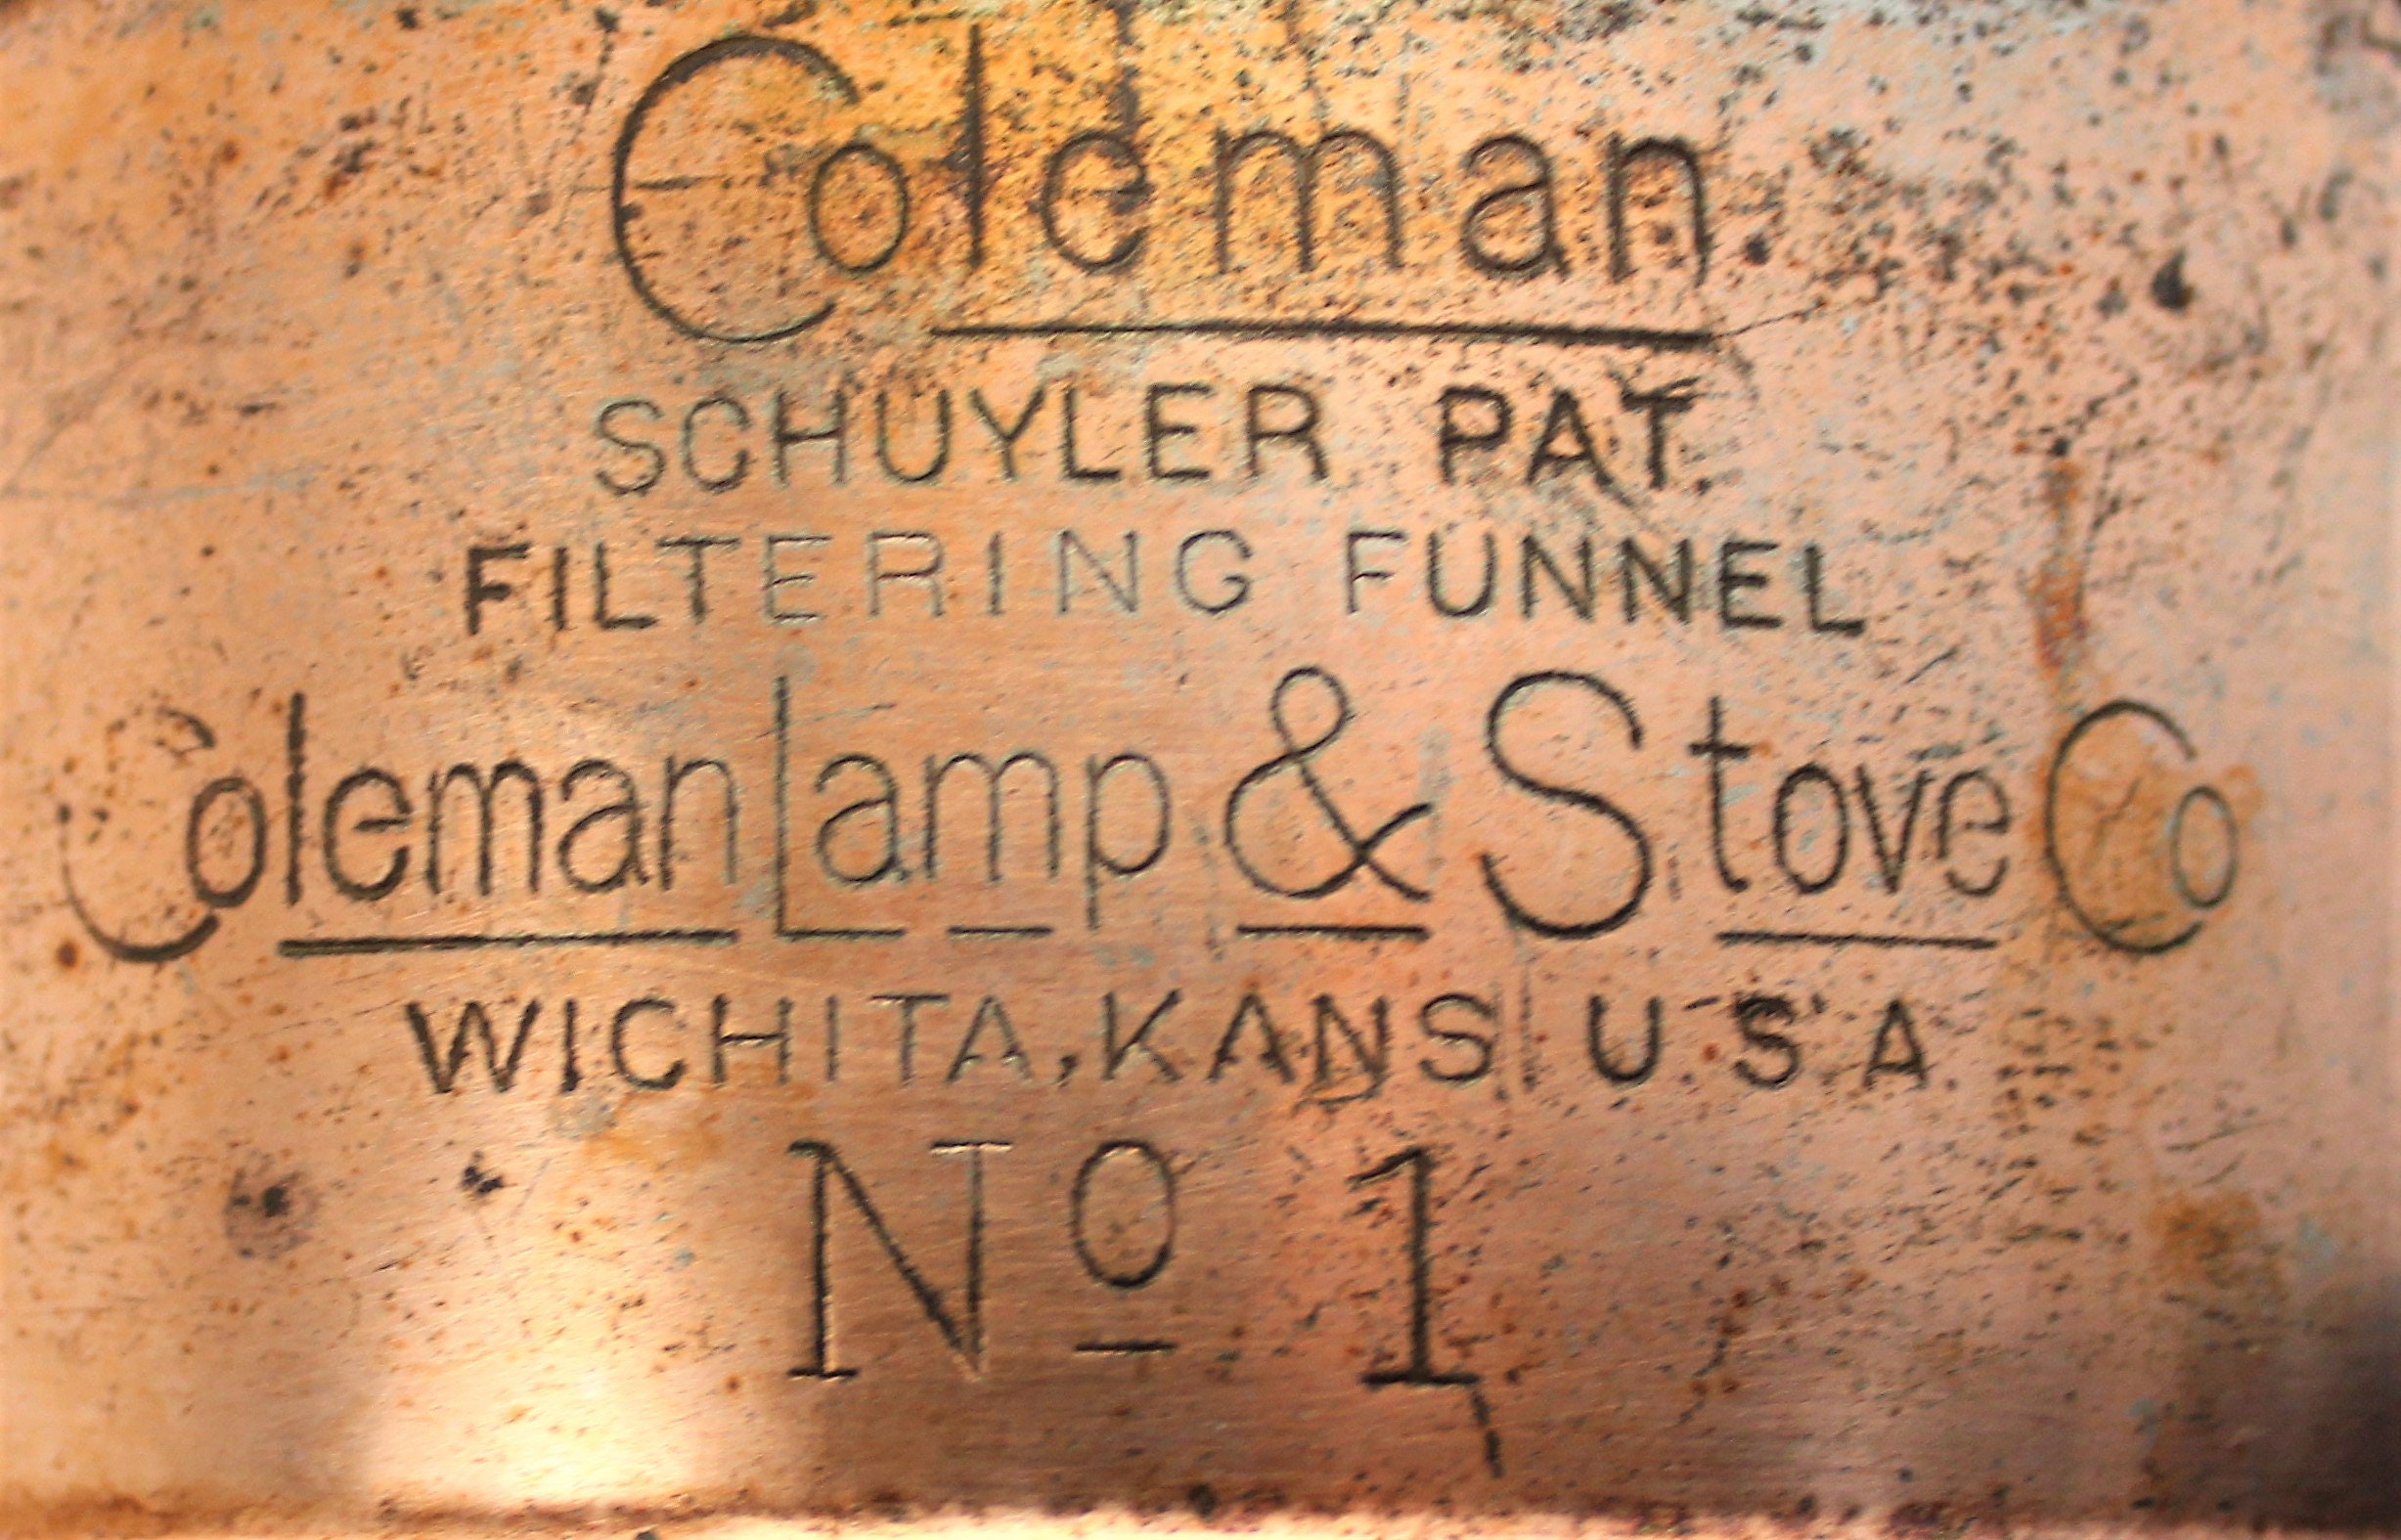 Coleman
SCHUYLER PAT.
FILTERING FUNNEL
Coleman Lamp & Stove Co
WICHITA, KANS U.S.A
No 1